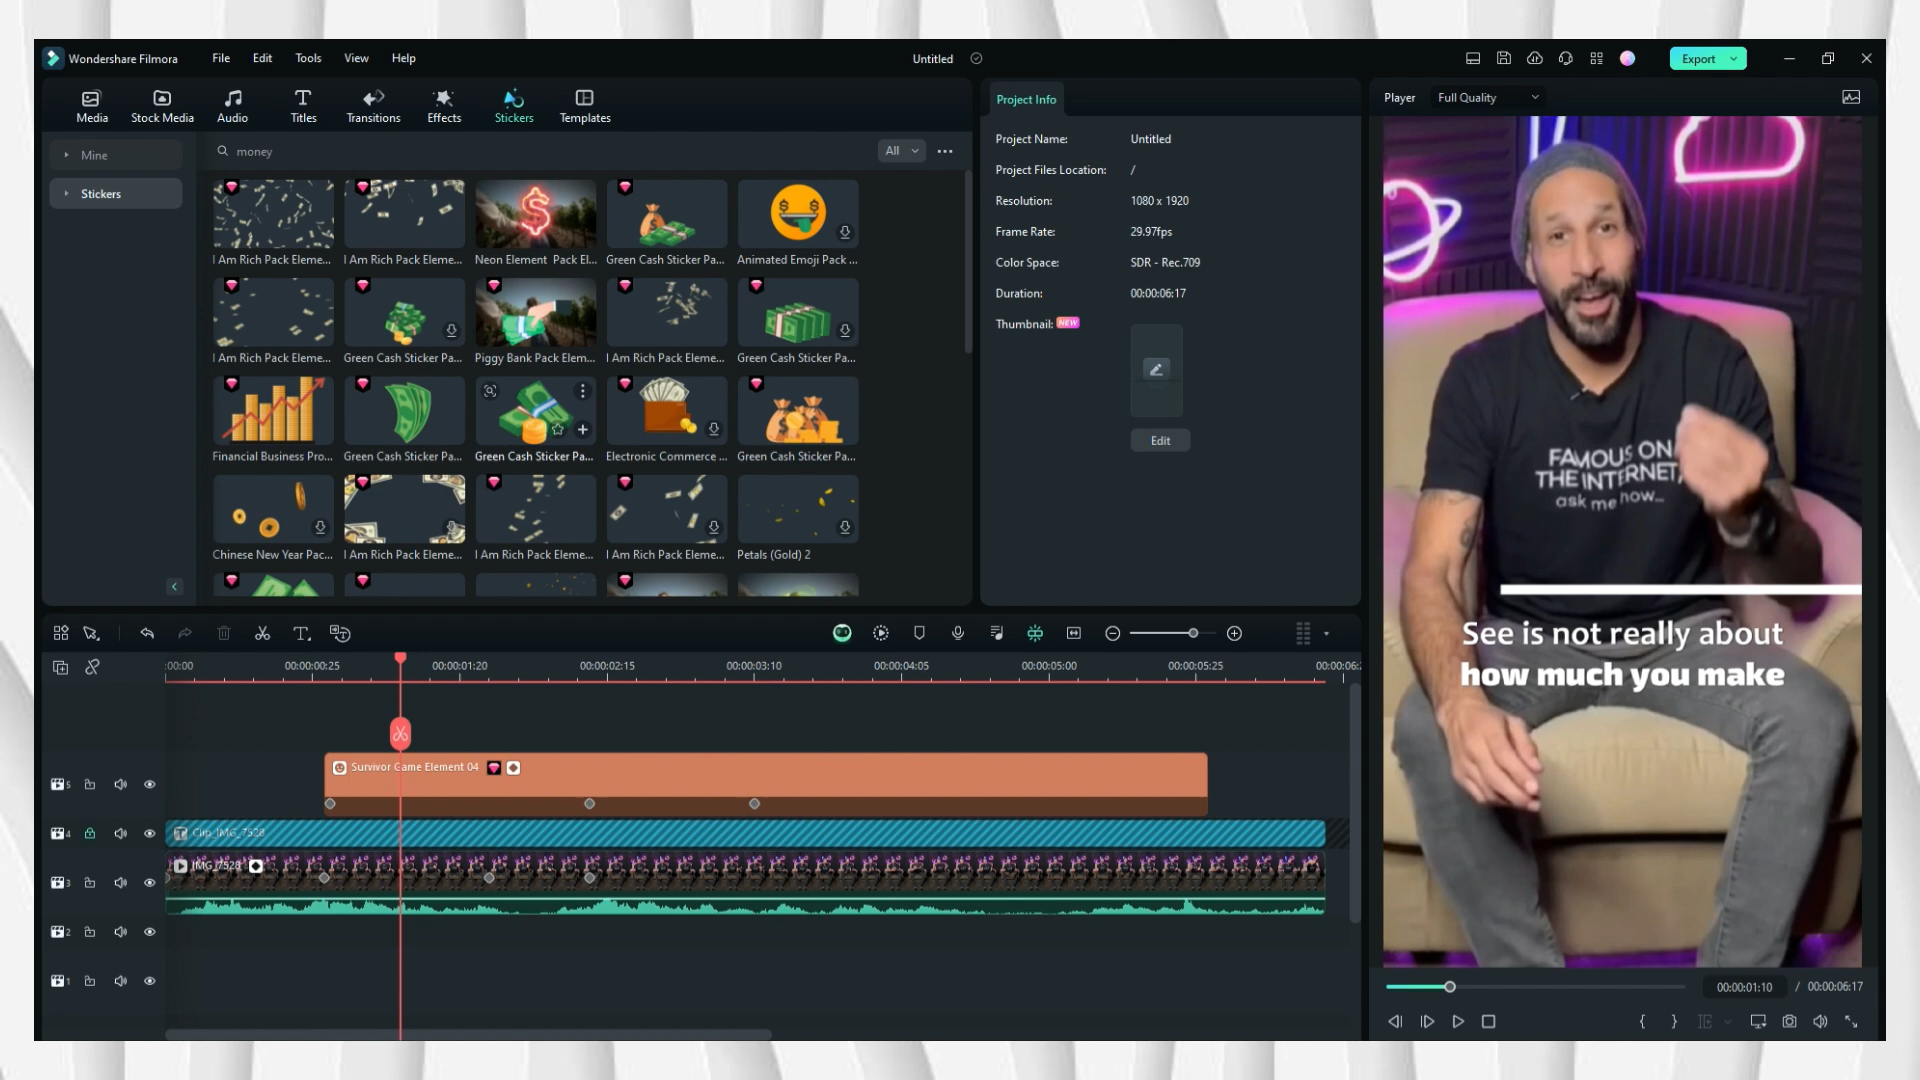 Wondershare Filmora
File Edit Tools View Help
Untitled
Export
Media
Stock Media
Audio
Titles
Transitions
Effects
Stickers
Templates
Mine
Stickers
money
All
I Am Rich Pack Eleme...
I Am Rich Pack Eleme...
Neon Element Pack El...
Green Cash Sticker Pa...
Animated Emoji Pack ...
I Am Rich Pack Eleme...
Green Cash Sticker Pa...
Piggy Bank Pack Elem...
I Am Rich Pack Eleme...
Green Cash Sticker Pa...
Financial Business Pro...
Green Cash Sticker Pa...
Green Cash Sticker Pa...
Electronic Commerce ...
Green Cash Sticker Pa...
Chinese New Year Pac...
I Am Rich Pack Eleme...
I Am Rich Pack Eleme...
I Am Rich Pack Eleme...
Petals (Gold) 2
Project Info
Project Name: Untitled
Project Files Location: /
Resolution: 1080 x 1920
Frame Rate: 29.97fps
Color Space: SDR - Rec.709
Duration: 00:00:06:17
Thumbnail: NEW
Edit
Player Full Quality
FAMOUS ON
THE INTERNET,
ask me how...
See is not really about
how much you make
00:00:01:10 / 00:00:06:17
:00:00 00:00:00:25 00:00:01:20 00:00:02:15 00:00:03:10 00:00:04:05 00:00:05:00 00:00:05:25 00:00:06:
Survivor Game Element 04
5
Clip_IMG_7528
4
IMG_7528
3
2
1